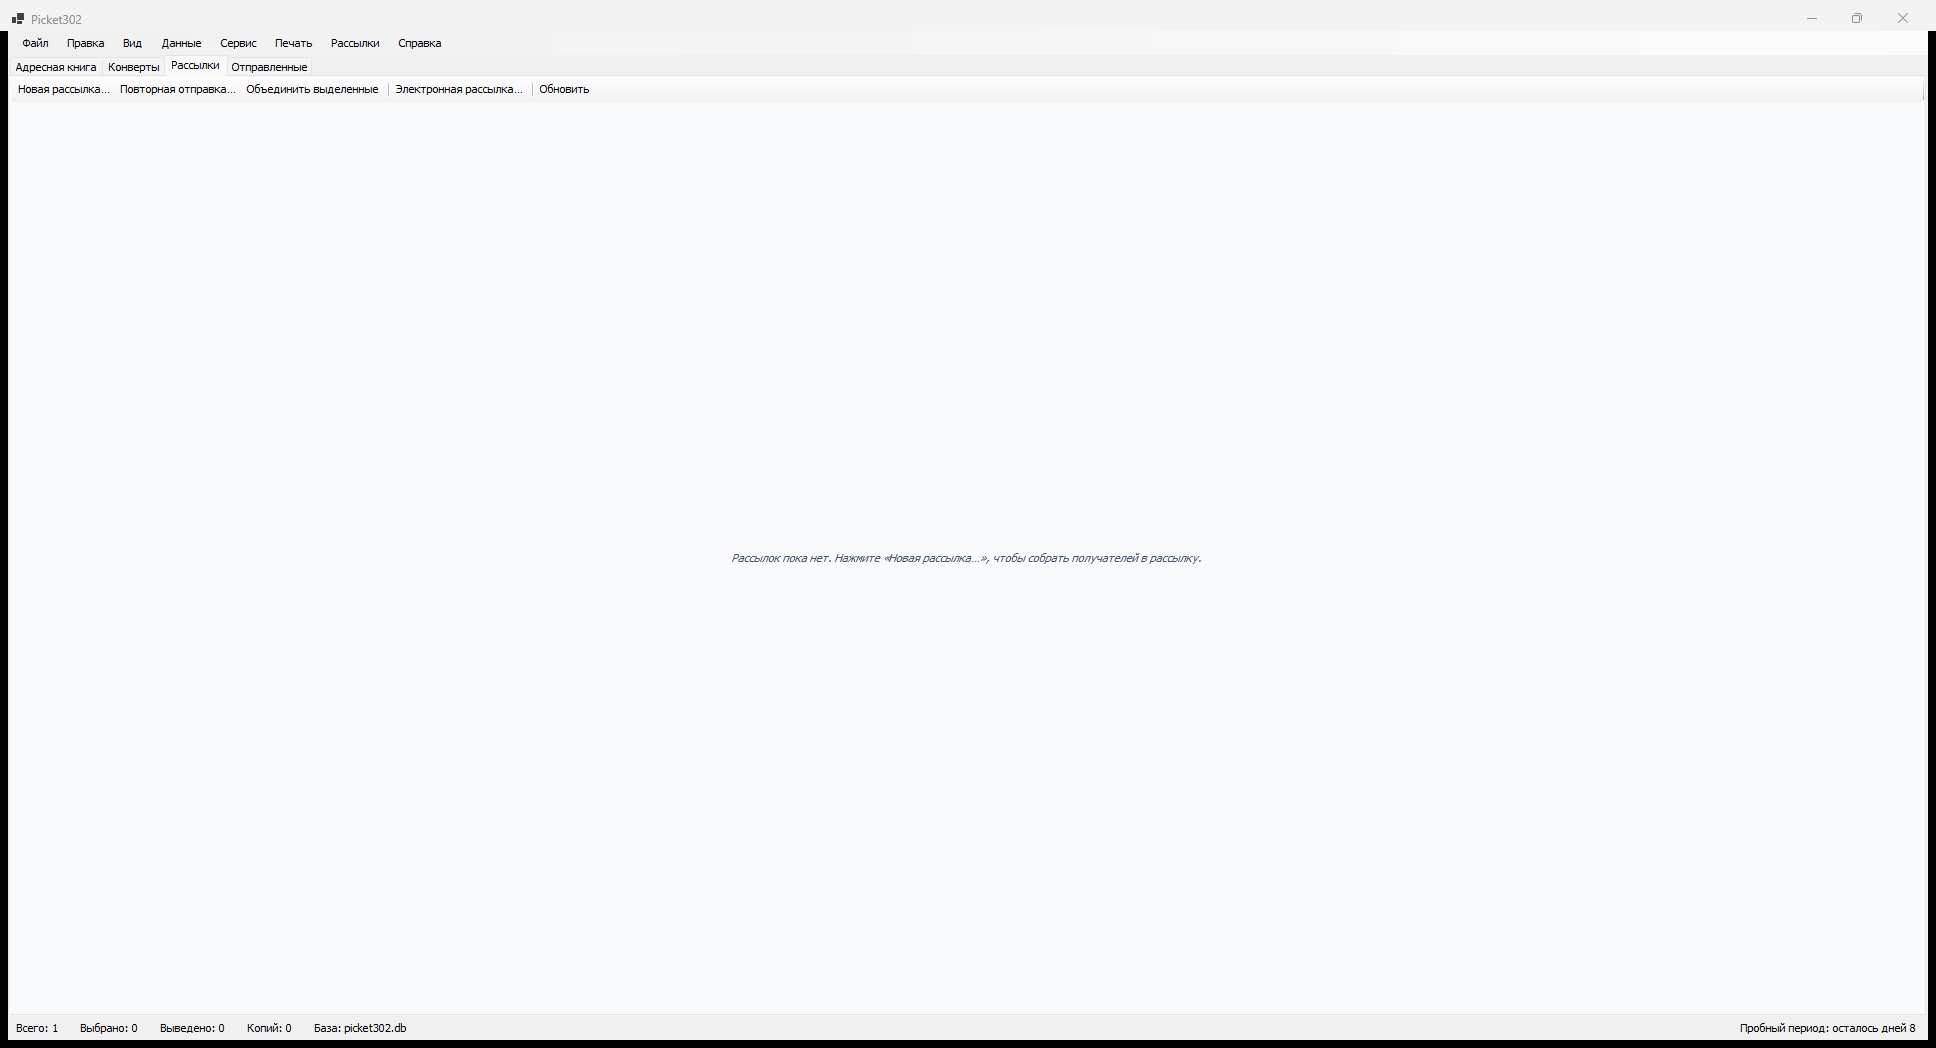 Picket302
Файл Правка Вид Данные Сервис Печать Рассылки Справка
Адресная книга Конверты Рассылки Отправленные
Новая рассылка... Повторная отправка... Объединить выделенные Электронная рассылка... Обновить
Рассылок пока нет. Нажмите «Новая рассылка...», чтобы собрать получателей в рассылку.
Всего: 1 Выбрано: 0 Выведено: 0 Копий: 0 База: picket302.db Пробный период: осталось дней 8